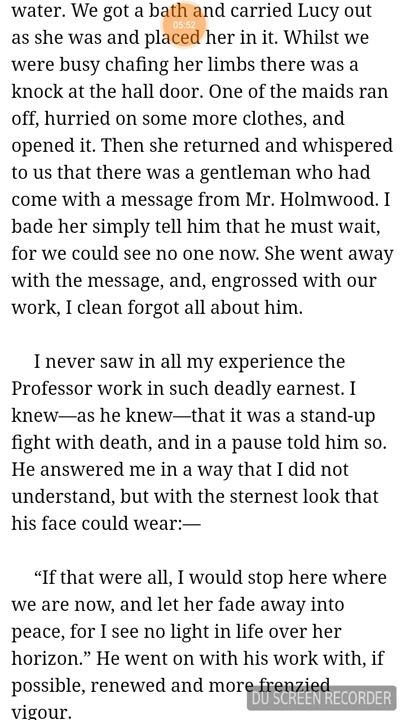 water. We got a bath and carried Lucy out
05:52
as she was and placed her in it. Whilst we
were busy chafing her limbs there was a
knock at the hall door. One of the maids ran
off, hurried on some more clothes, and
opened it. Then she returned and whispered
to us that there was a gentleman who had
come with a message from Mr. Holmwood. I
bade her simply tell him that he must wait,
for we could see no one now. She went away
with the message, and, engrossed with our
work, I clean forgot all about him.
I never saw in all my experience the
Professor work in such deadly earnest. I
knew—as he knew—that it was a stand-up
fight with death, and in a pause told him so.
He answered me in a way that I did not
understand, but with the sternest look that
his face could wear:—
“If that were all, I would stop here where
we are now, and let her fade away into
peace, for I see no light in life over her
horizon.” He went on with his work with, if
possible, renewed and more frenzied
DU SCREEN RECORDER
vigour.